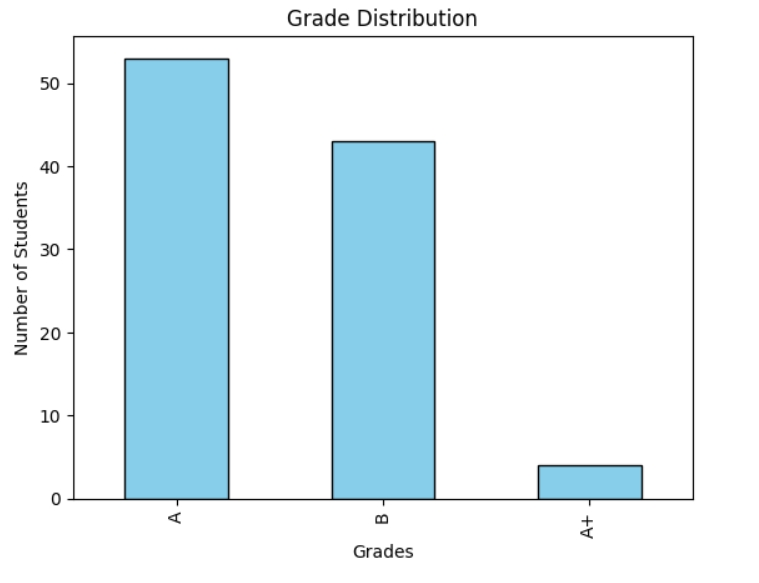 Grade Distribution
50
40
30
20
10
0
Number of Students
A
B
A+
Grades